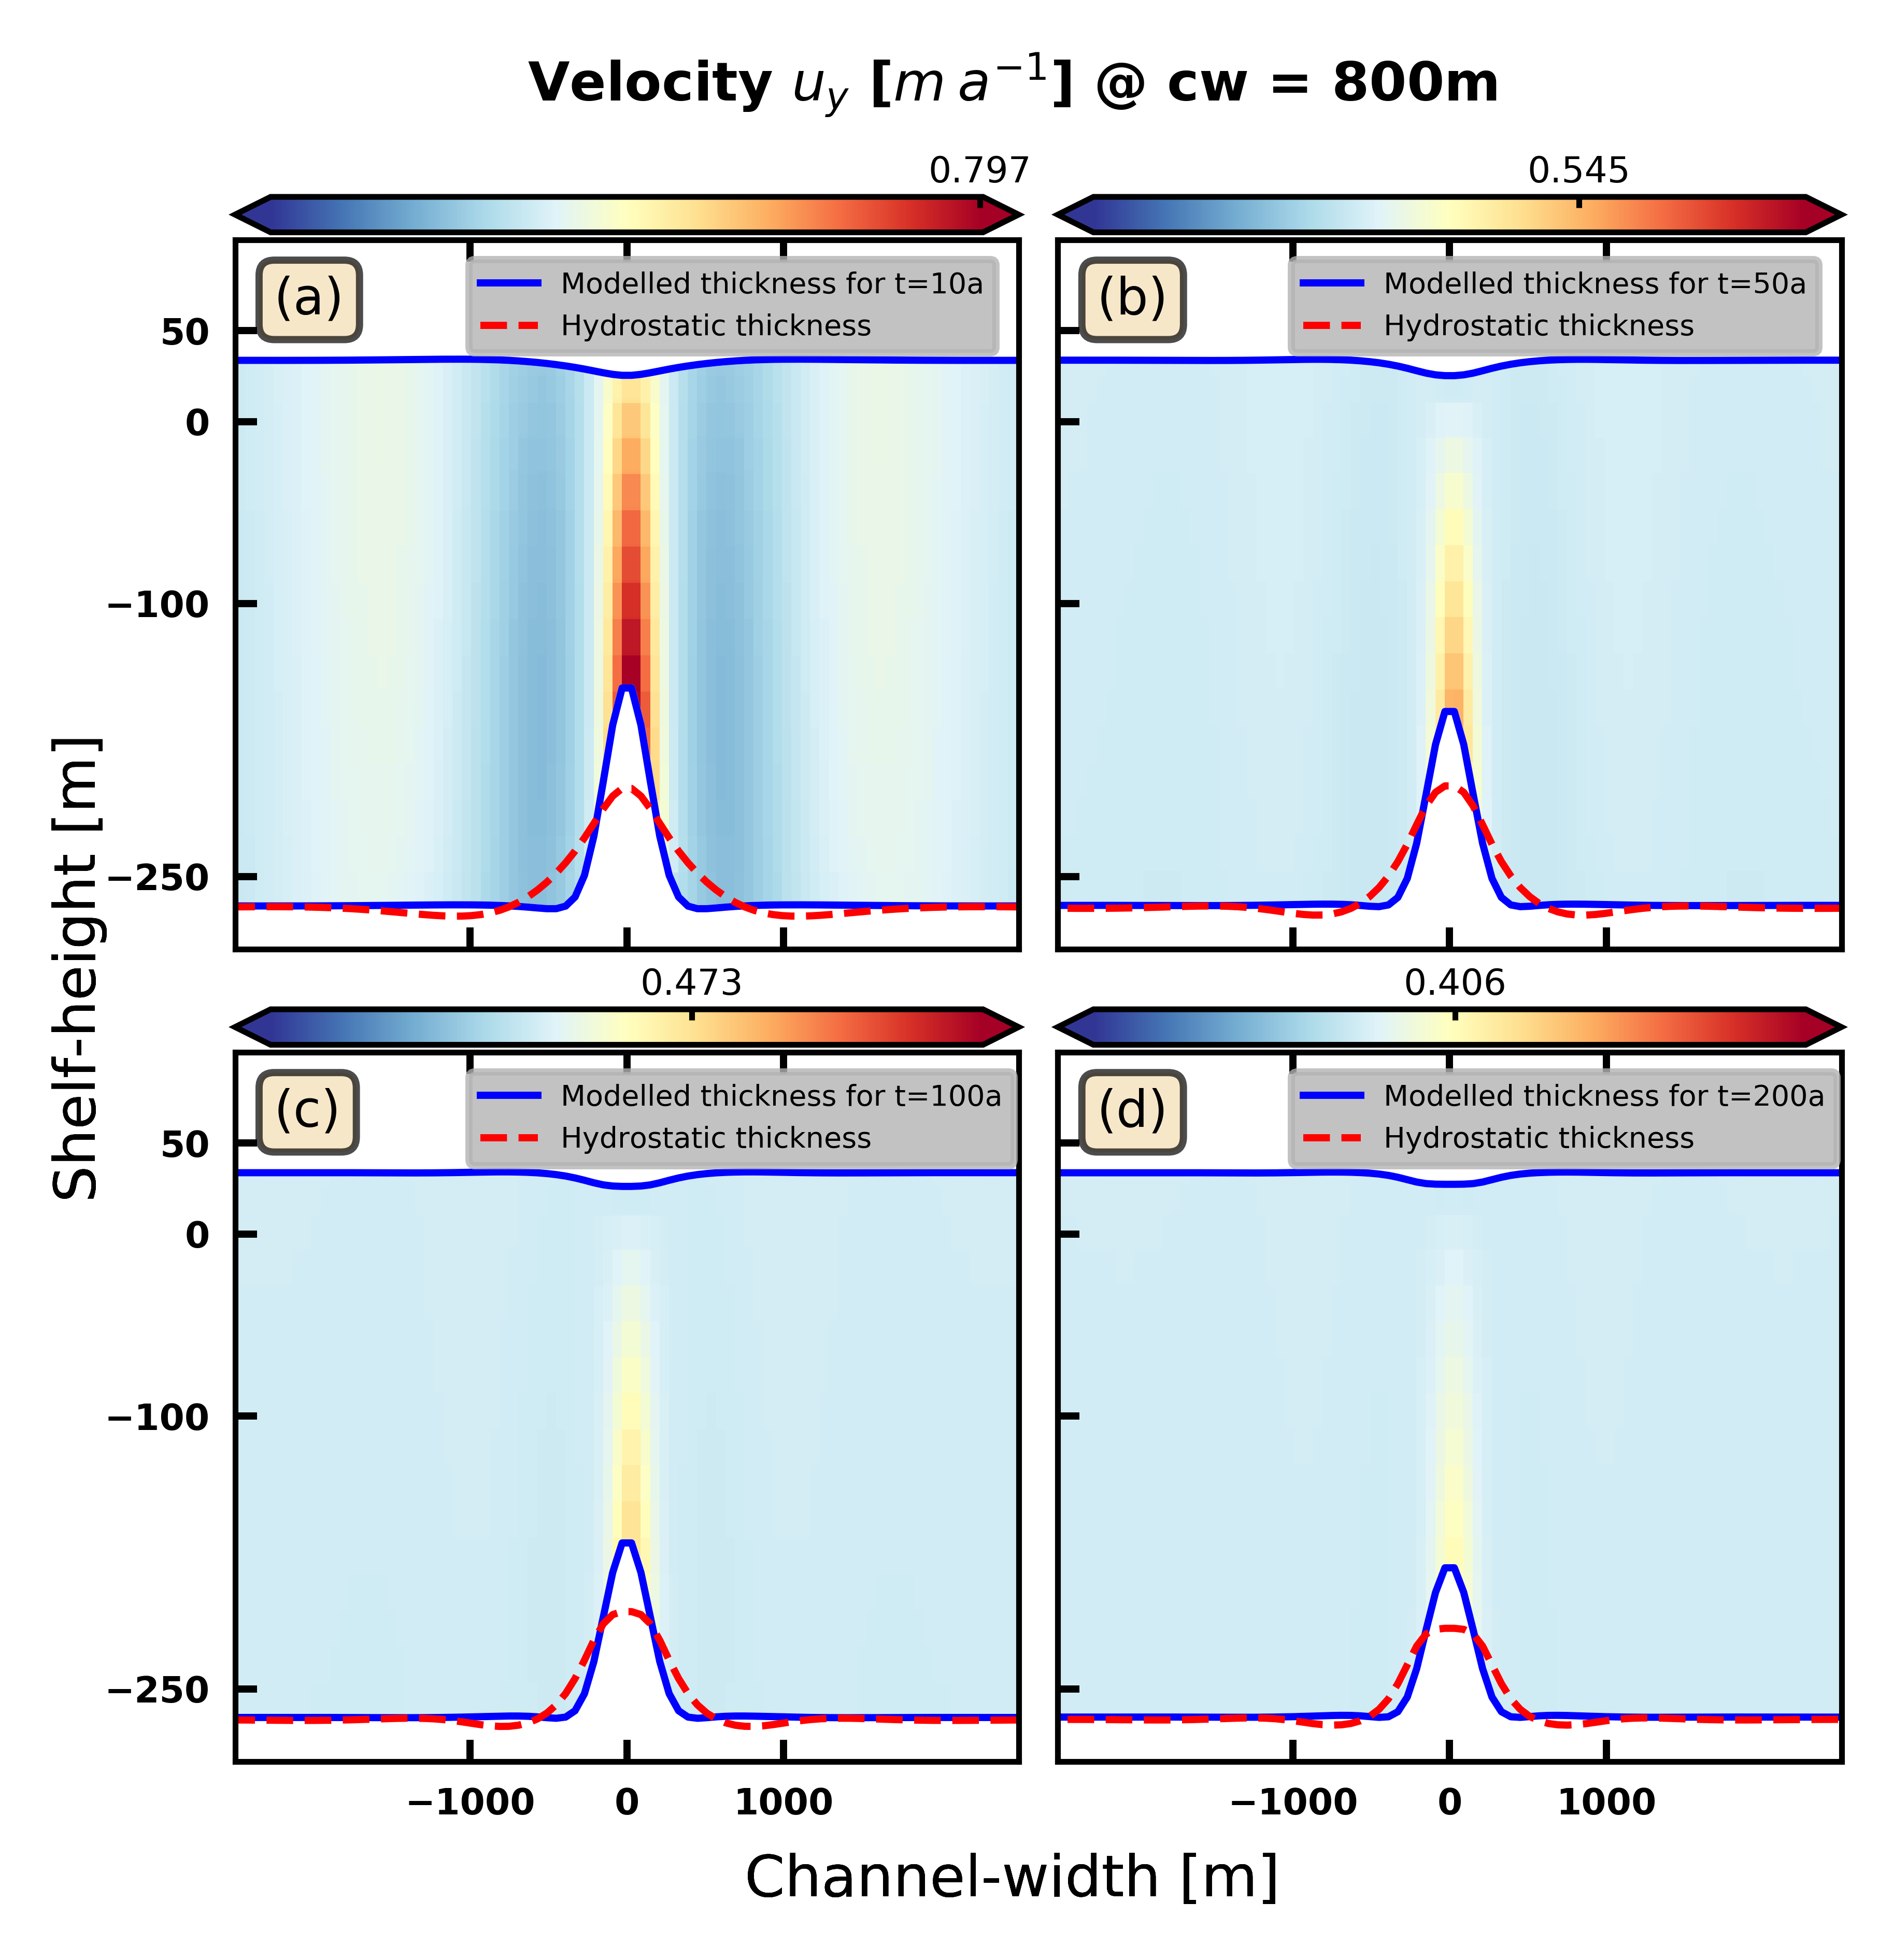 Velocity u_y [m a⁻¹] @ cw = 800m
0.797
0.545
(a)
Modelled thickness for t=10a
Hydrostatic thickness
(b)
Modelled thickness for t=50a
Hydrostatic thickness
50
0
−100
−250
0.473
0.406
(c)
Modelled thickness for t=100a
Hydrostatic thickness
(d)
Modelled thickness for t=200a
Hydrostatic thickness
50
0
−100
−250
Shelf-height [m]
−1000 0 1000
−1000 0 1000
Channel-width [m]